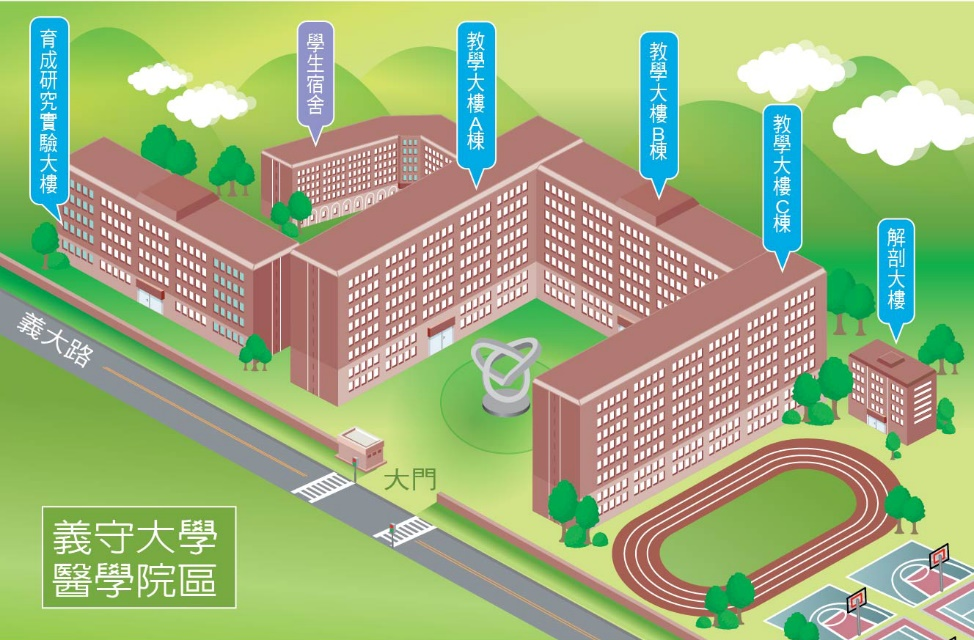 育成研究實驗大樓
學生宿舍
教學大樓A棟
教學大樓B棟
教學大樓C棟
解剖大樓
義大路
大門
義守大學
醫學院區